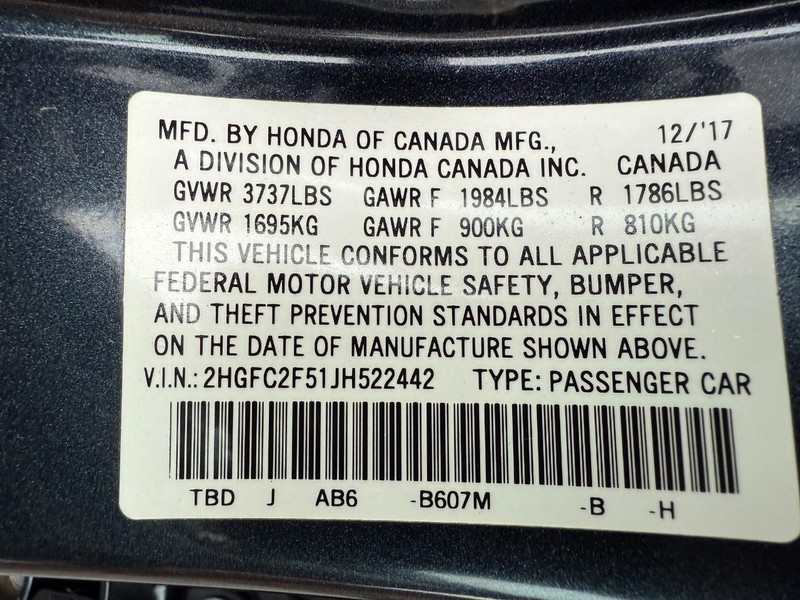 MFD. BY HONDA OF CANADA MFG., 12/'17
A DIVISION OF HONDA CANADA INC. CANADA
GVWR 3737LBS GAWR F 1984LBS R 1786LBS
GVWR 1695KG GAWR F 900KG R 810KG
THIS VEHICLE CONFORMS TO ALL APPLICABLE
FEDERAL MOTOR VEHICLE SAFETY, BUMPER,
AND THEFT PREVENTION STANDARDS IN EFFECT
ON THE DATE OF MANUFACTURE SHOWN ABOVE.
V.I.N.: 2HGFC2F51JH522442 TYPE: PASSENGER CAR
TBD J AB6 -B607M -B -H